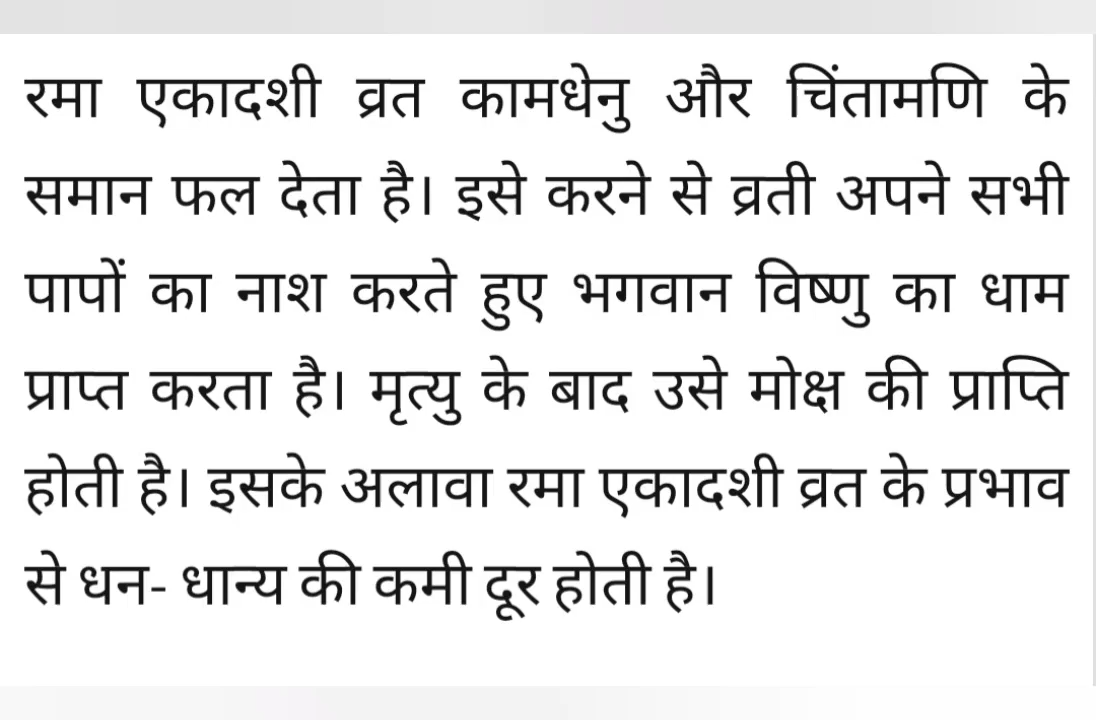 रमा एकादशी व्रत कामधेनु और चिंतामणि के
समान फल देता है। इसे करने से व्रती अपने सभी
पापों का नाश करते हुए भगवान विष्णु का धाम
प्राप्त करता है। मृत्यु के बाद उसे मोक्ष की प्राप्ति
होती है। इसके अलावा रमा एकादशी व्रत के प्रभाव
से धन- धान्य की कमी दूर होती है।